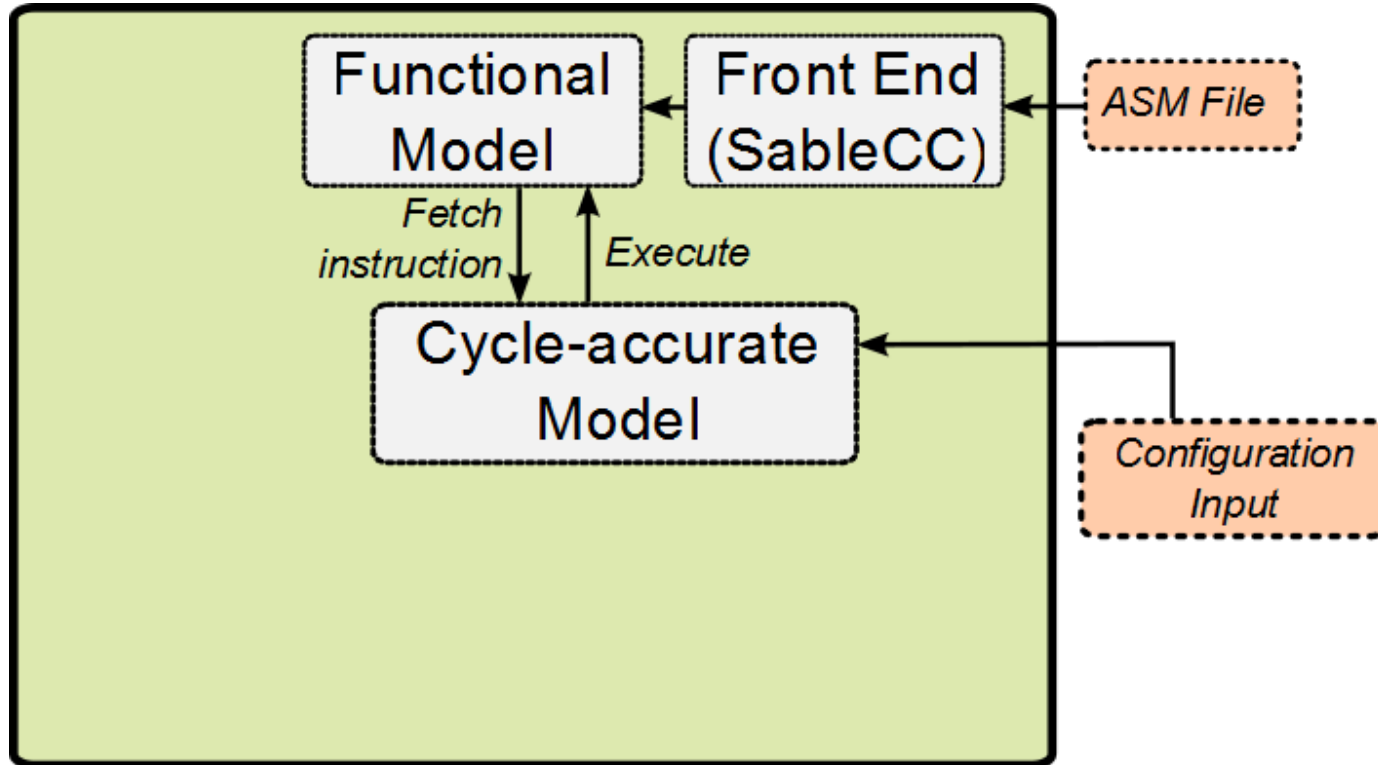 Functional
Model
Front End
(SableCC)
ASM File
Fetch
instruction
Execute
Cycle-accurate
Model
Configuration
Input